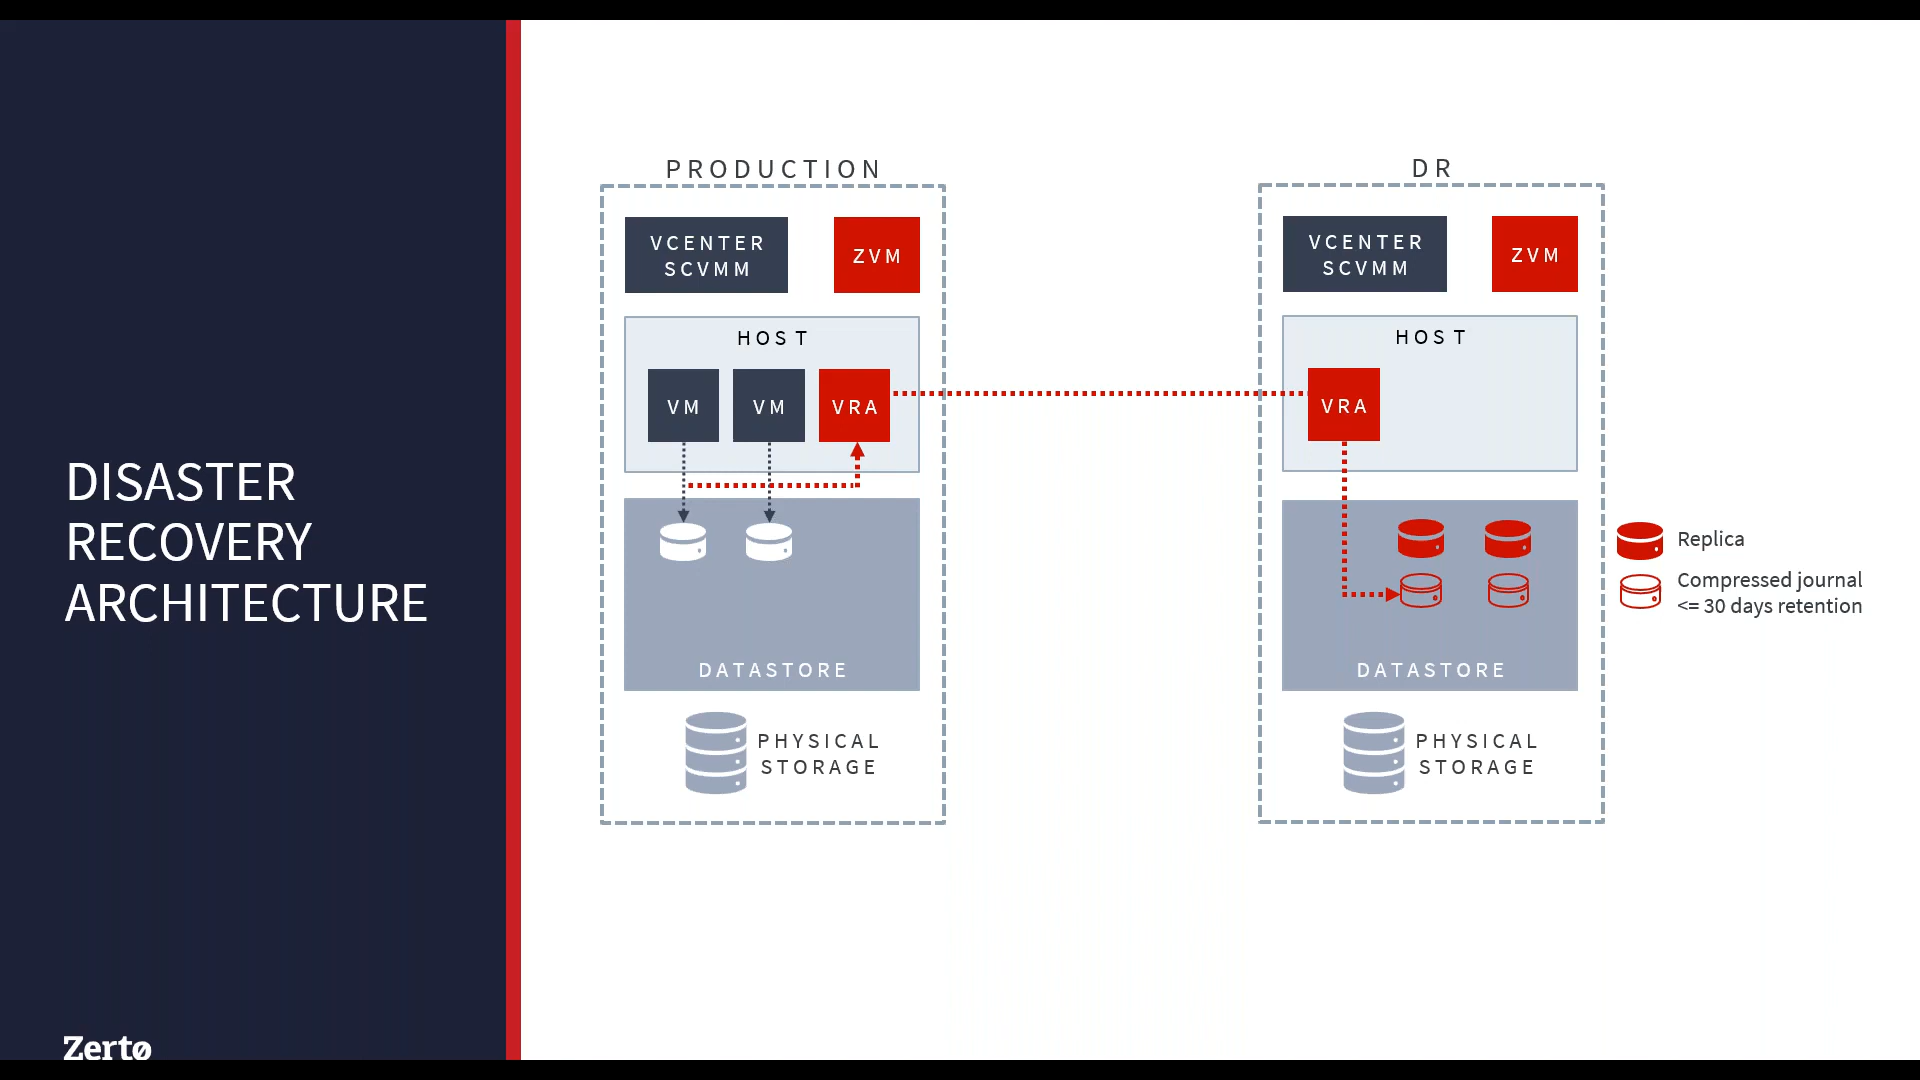 DISASTER
RECOVERY
ARCHITECTURE
Zertø
PRODUCTION
VCENTER
SCVMM
ZVM
HOST
VM
VM
VRA
DATASTORE
PHYSICAL
STORAGE
DR
VCENTER
SCVMM
ZVM
HOST
VRA
DATASTORE
PHYSICAL
STORAGE
Replica
Compressed journal
<= 30 days retention